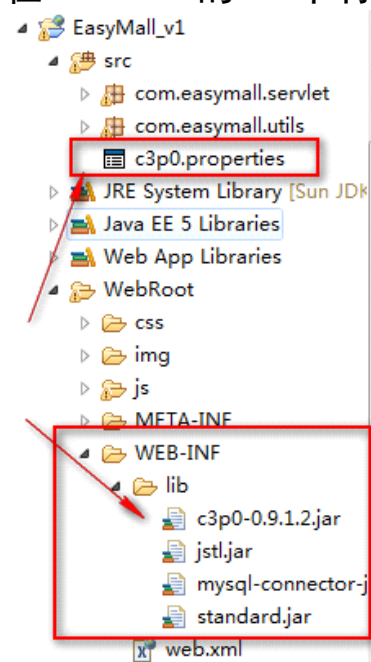 EasyMall_v1
src
com.easymall.servlet
com.easymall.utils
c3p0.properties
JRE System Library [Sun JDK
Java EE 5 Libraries
Web App Libraries
WebRoot
css
img
js
META-INF
WEB-INF
lib
c3p0-0.9.1.2.jar
jstl.jar
mysql-connector-j
standard.jar
web.xml